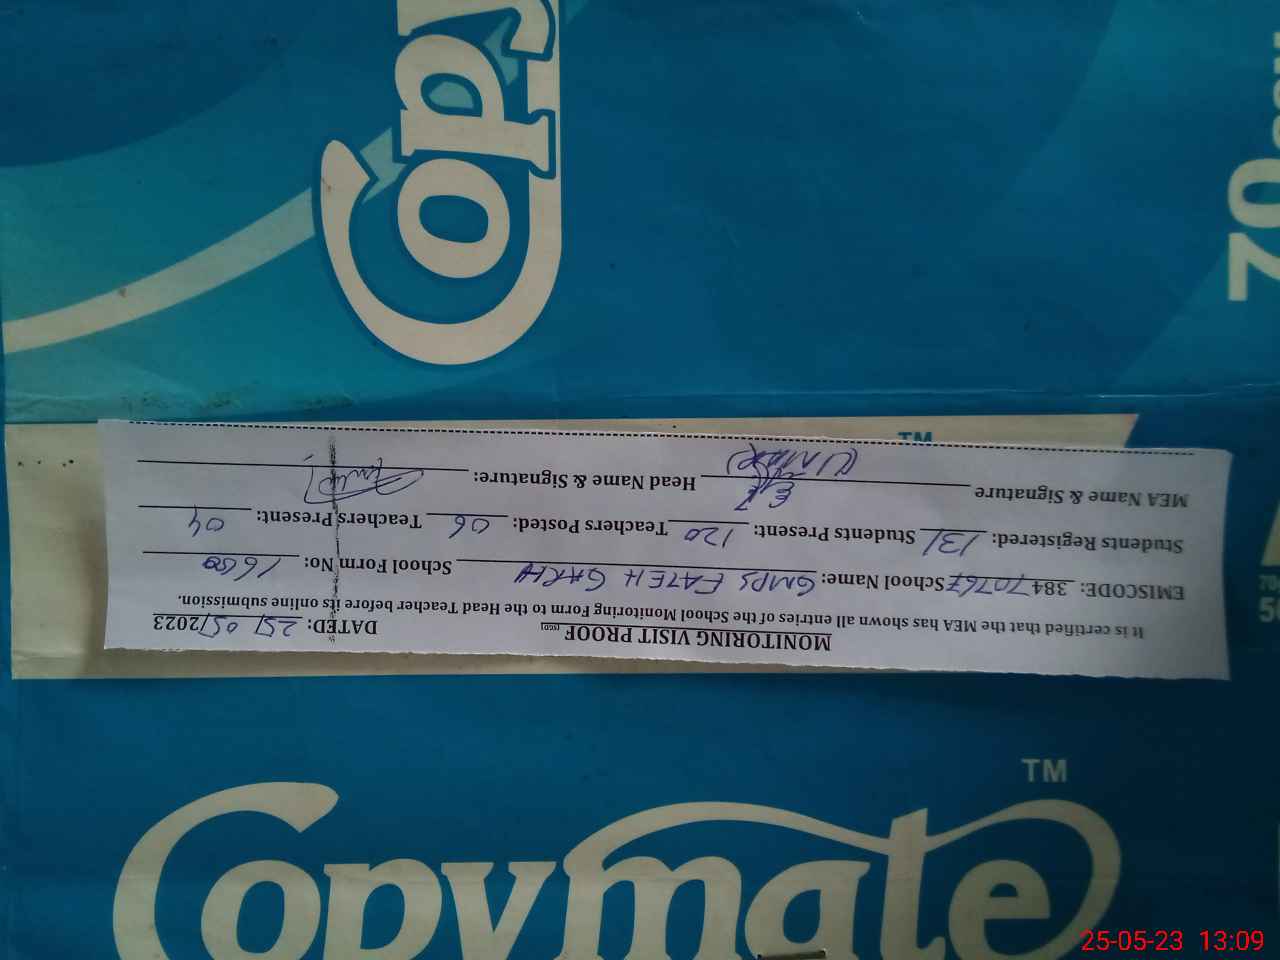 Cop
70
TM
MONITORING VISIT PROOF DATED: 25/05/2023
It is certified that the MEA has shown all entries of the School Monitoring Form to the Head Teacher before its online submission.
EMISCODE: 38470767 School Name: GMPS FATEH GARH School Form No:
Students Registered: 131 Students Present: 120 Teachers Posted: 06 Teachers Present: 04
MEA Name & Signature Head Name & Signature:
(UMAR)
TM
Copymate
25-05-23 13:09